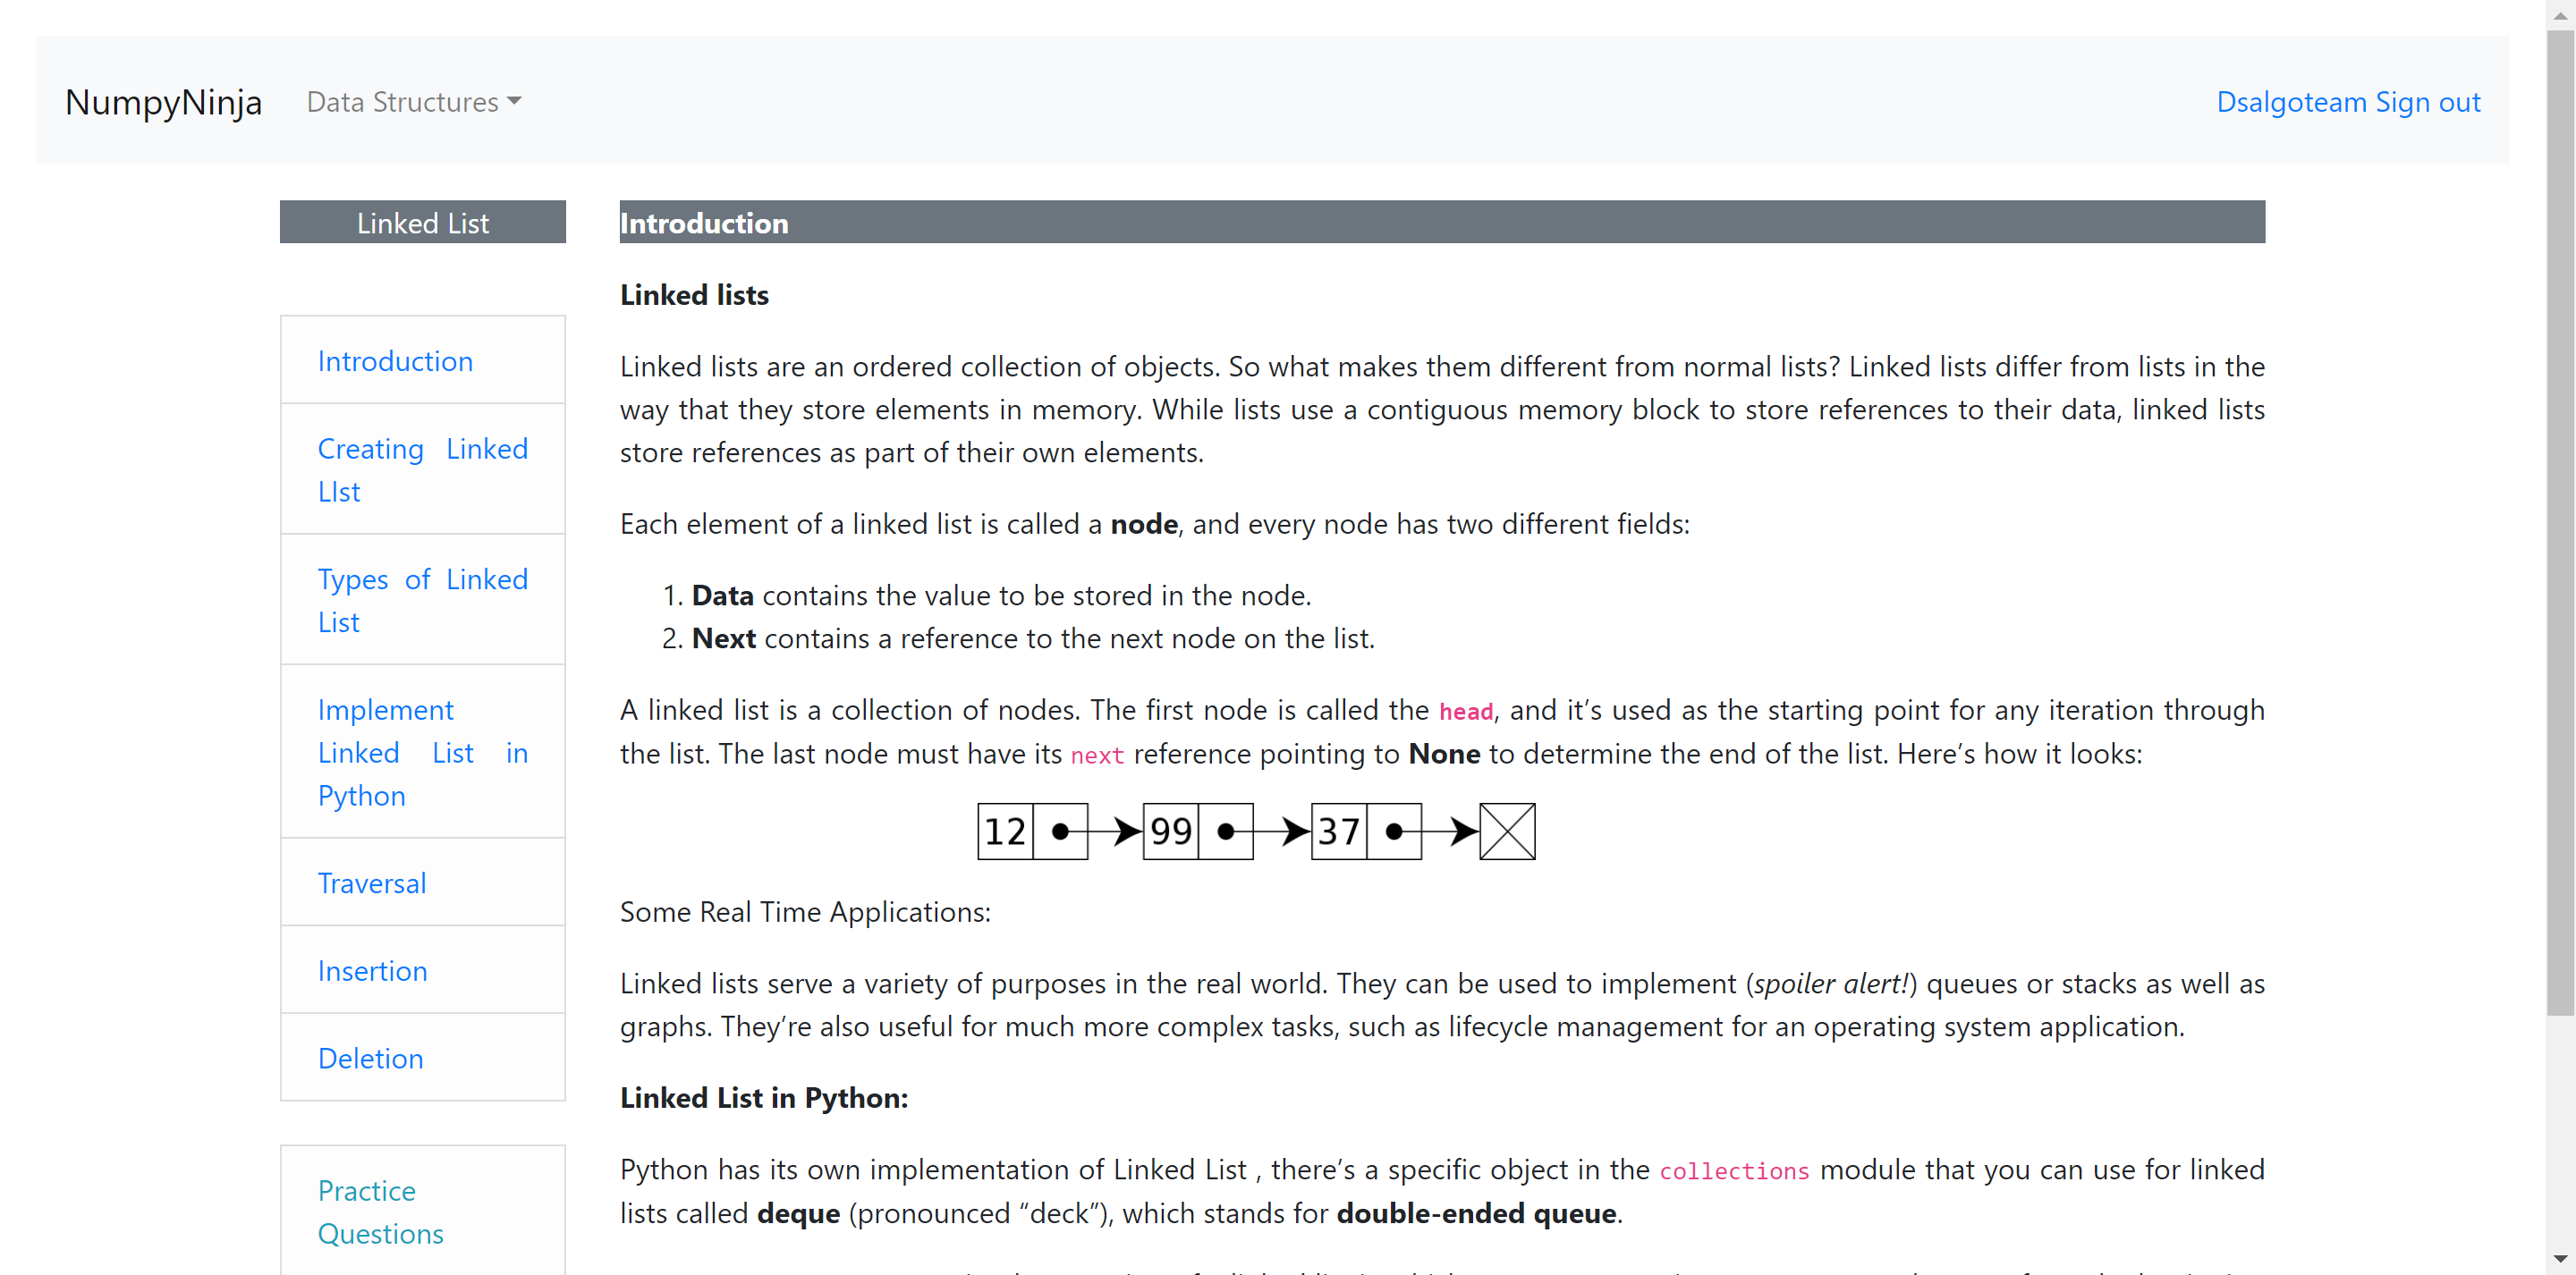 NumpyNinja
Data Structures
Dsalgoteam Sign out
Linked List
Introduction
Creating Linked
LIst
Types of Linked
List
Implement
Linked List in
Python
Traversal
Insertion
Deletion
Practice
Questions
Introduction
Linked lists
Linked lists are an ordered collection of objects. So what makes them different from normal lists? Linked lists differ from lists in the
way that they store elements in memory. While lists use a contiguous memory block to store references to their data, linked lists
store references as part of their own elements.
Each element of a linked list is called a node, and every node has two different fields:
1. Data contains the value to be stored in the node.
2. Next contains a reference to the next node on the list.
A linked list is a collection of nodes. The first node is called the head, and it’s used as the starting point for any iteration through
the list. The last node must have its next reference pointing to None to determine the end of the list. Here’s how it looks:
12 99 37
Some Real Time Applications:
Linked lists serve a variety of purposes in the real world. They can be used to implement (spoiler alert!) queues or stacks as well as
graphs. They’re also useful for much more complex tasks, such as lifecycle management for an operating system application.
Linked List in Python:
Python has its own implementation of Linked List , there’s a specific object in the collections module that you can use for linked
lists called deque (pronounced “deck”), which stands for double-ended queue.